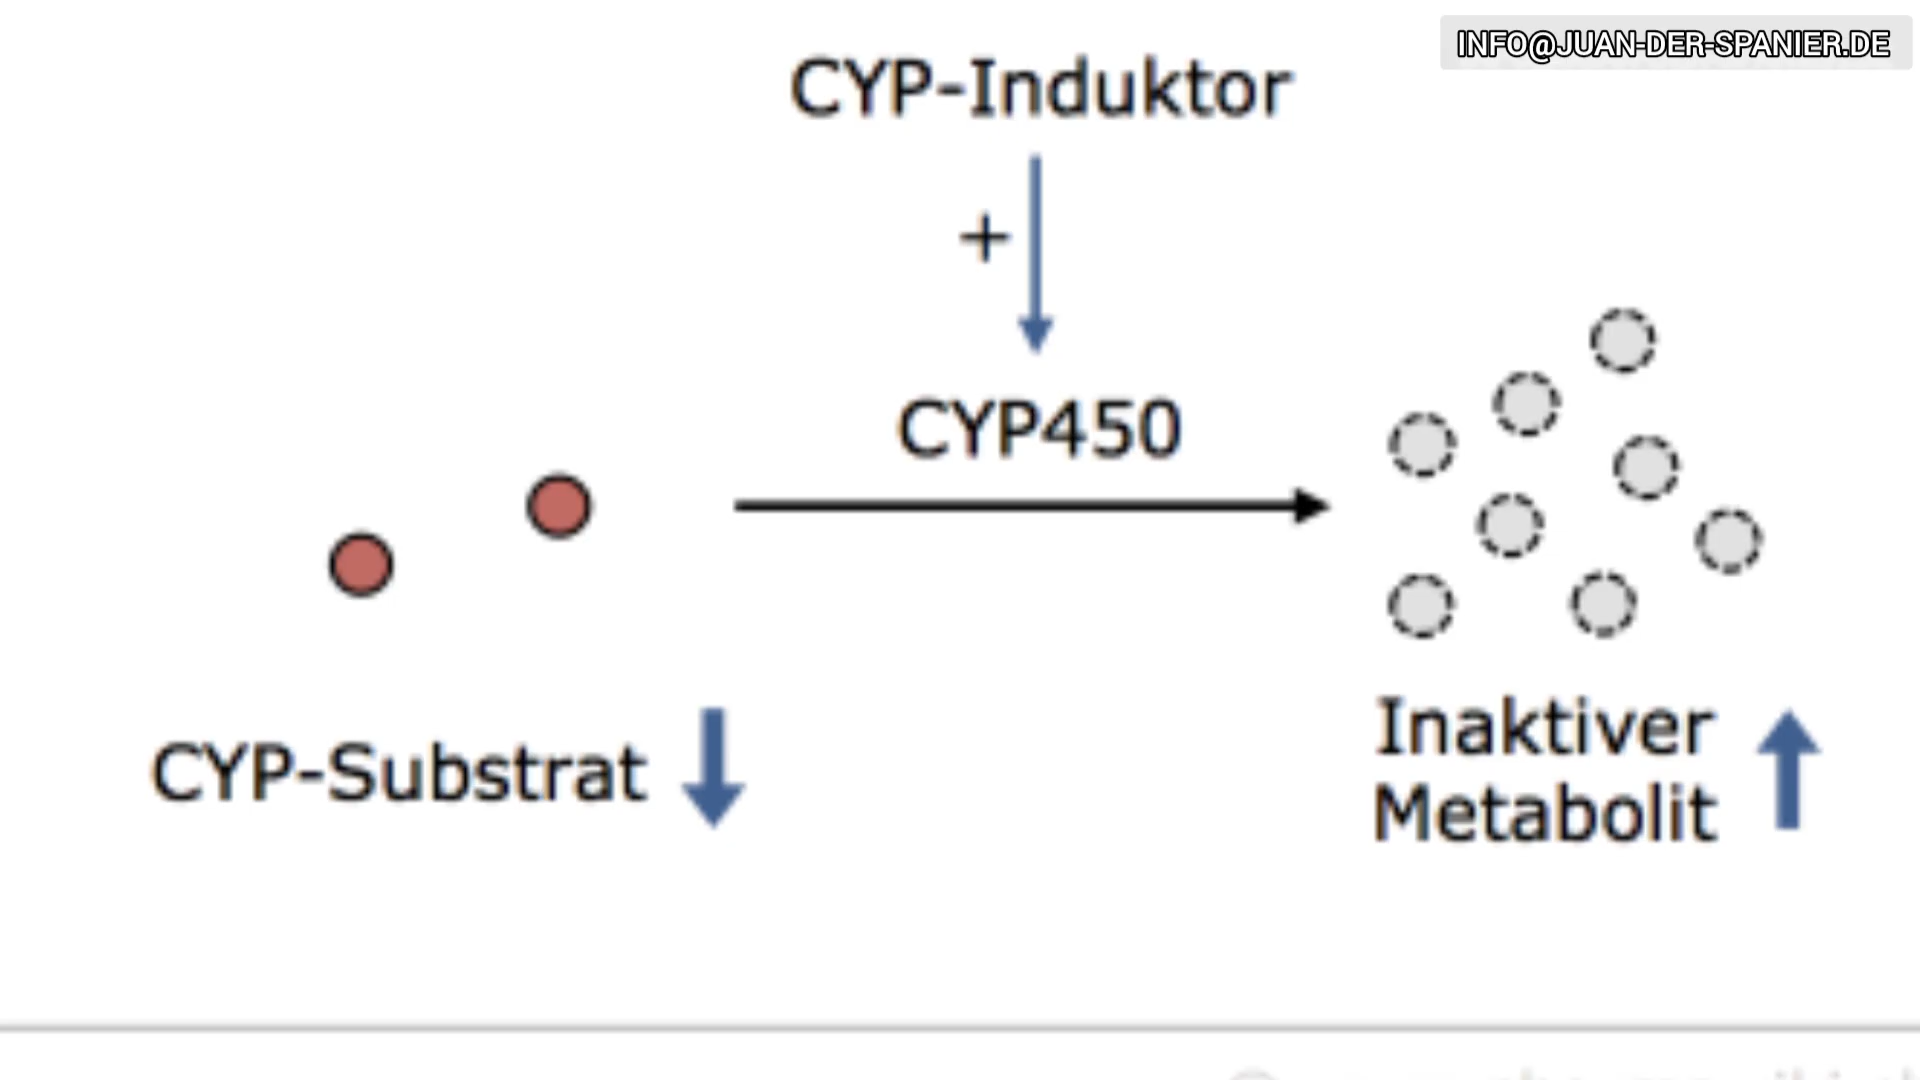 INFO@JUAN-DER-SPANIER.DE
CYP-Induktor
+
CYP450
CYP-Substrat
Inaktiver
Metabolit